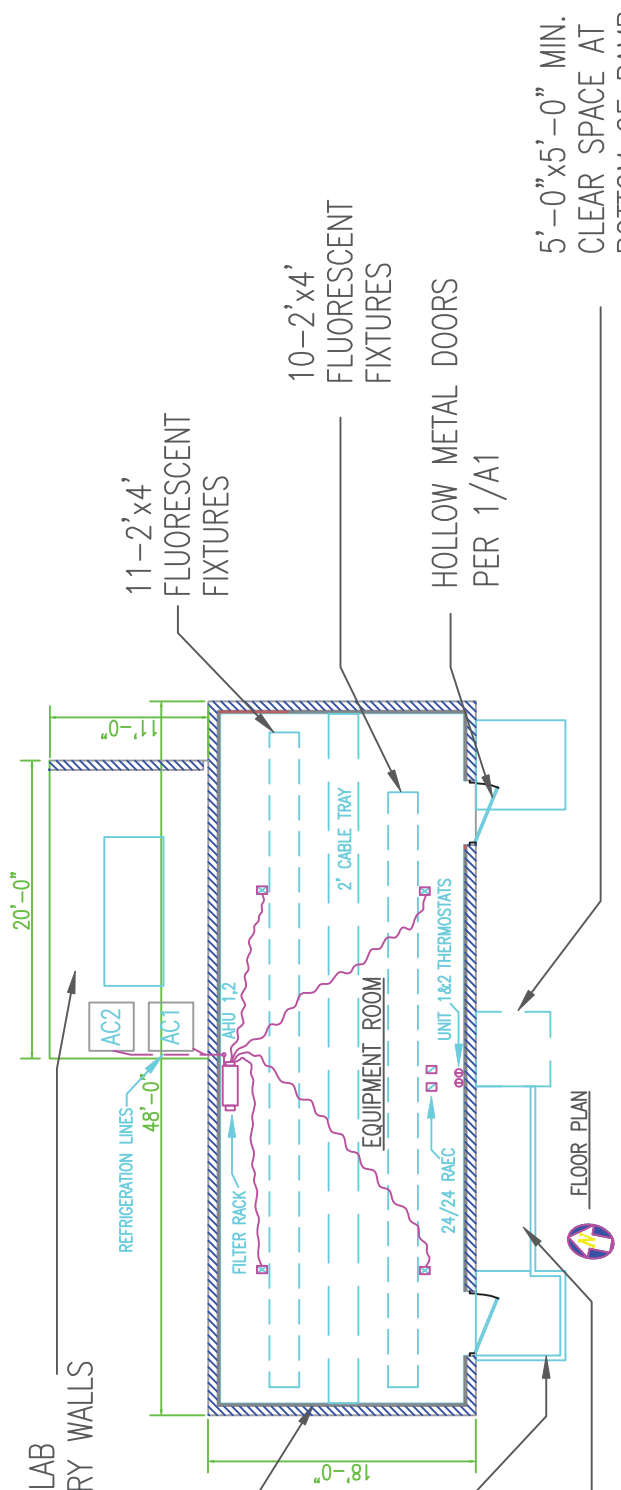 5'-0"x5'-0" MIN.
CLEAR SPACE AT
11-2'x4'
FLUORESCENT
FIXTURES
10-2'x4'
FLUORESCENT
FIXTURES
HOLLOW METAL DOORS
PER 1/A1
20'-0"
11'-0"
48'-0"
18'-0"
AC2
AC1
REFRIGERATION LINES
AHU 1,2
FILTER RACK
2' CABLE TRAY
EQUIPMENT ROOM
UNIT 1&2 THERMOSTATS
24/24 RAEC
FLOOR PLAN
N
LAB
RY WALLS